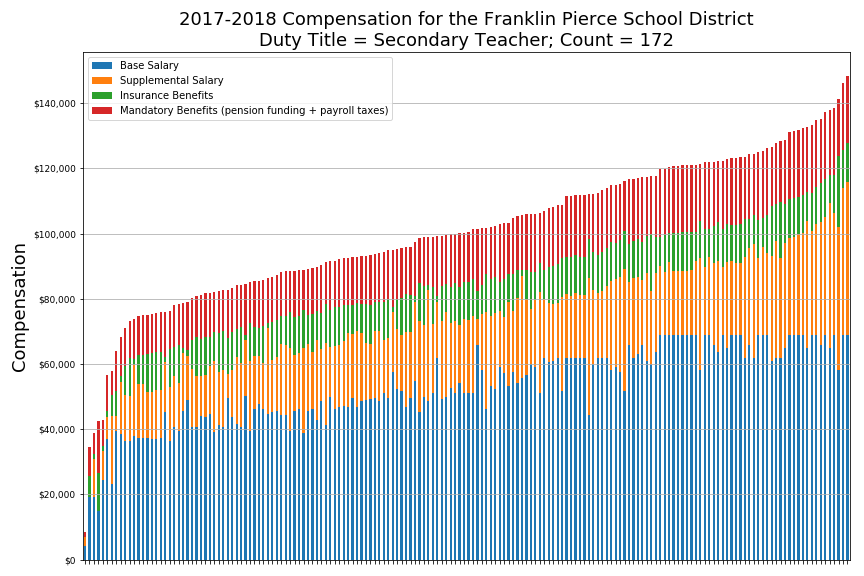 2017-2018 Compensation for the Franklin Pierce School District
Duty Title = Secondary Teacher; Count = 172
Base Salary
Supplemental Salary
Insurance Benefits
Mandatory Benefits (pension funding + payroll taxes)
$140,000
$120,000
$100,000
$80,000
$60,000
$40,000
$20,000
$0
Compensation